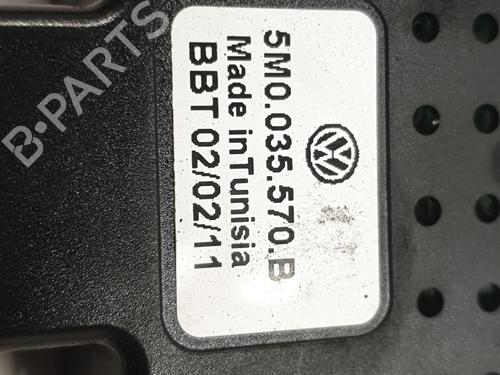 5M0.035.570.B
Made inTunisia
BBT 02/02/11
B-PARTS